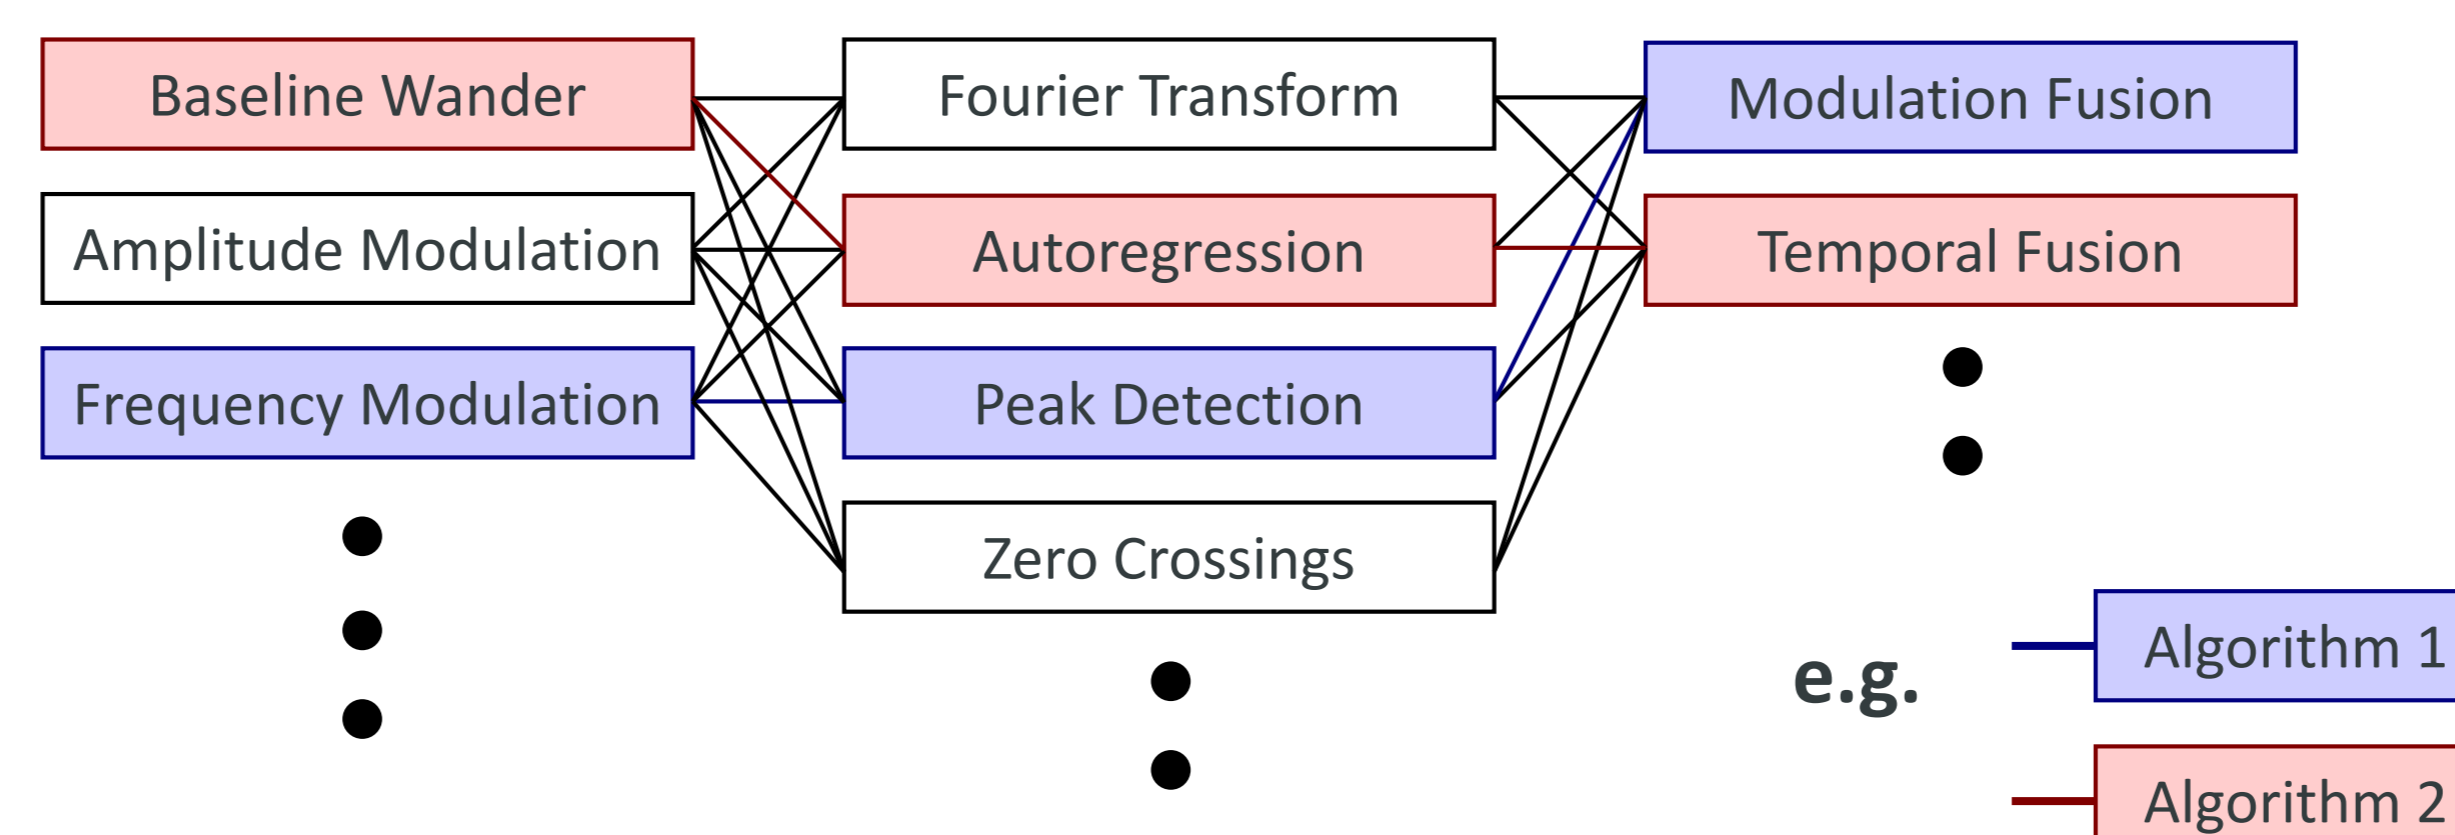 Baseline Wander
Fourier Transform
Modulation Fusion
Amplitude Modulation
Autoregression
Temporal Fusion
Frequency Modulation
Peak Detection
Zero Crossings
e.g.
Algorithm 1
Algorithm 2